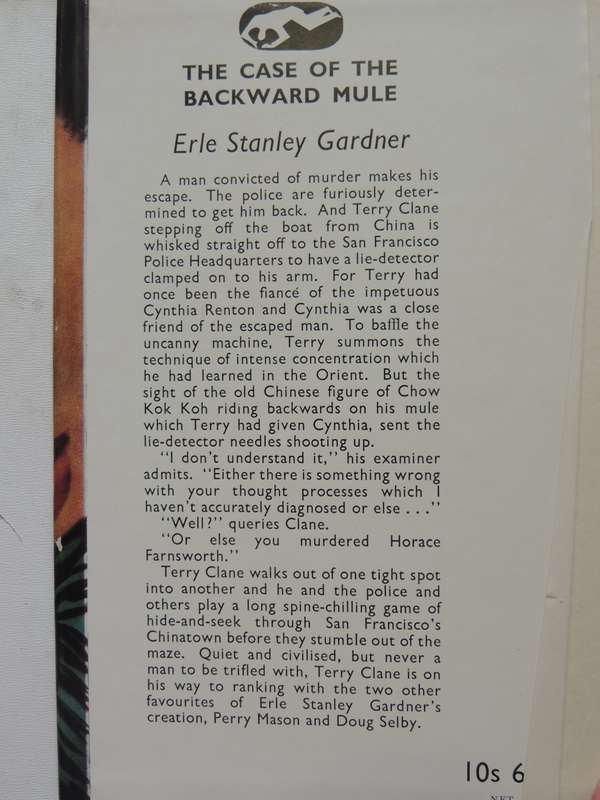 THE CASE OF THE
BACKWARD MULE
Erle Stanley Gardner
A man convicted of murder makes his
escape. The police are furiously deter-
mined to get him back. And Terry Clane
stepping off the boat from China is
whisked straight off to the San Francisco
Police Headquarters to have a lie-detector
clamped on to his arm. For Terry had
once been the fiancé of the impetuous
Cynthia Renton and Cynthia was a close
friend of the escaped man. To baffle the
uncanny machine, Terry summons the
technique of intense concentration which
he had learned in the Orient. But the
sight of the old Chinese figure of Chow
Kok Koh riding backwards on his mule
which Terry had given Cynthia, sent the
lie-detector needles shooting up.
"I don't understand it," his examiner
admits. "Either there is something wrong
with your thought processes which I
haven't accurately diagnosed or else . . ."
"Well?" queries Clane.
"Or else you murdered Horace
Farnsworth."
Terry Clane walks out of one tight spot
into another and he and the police and
others play a long spine-chilling game of
hide-and-seek through San Francisco's
Chinatown before they stumble out of the
maze. Quiet and civilised, but never a
man to be trifled with, Terry Clane is on
his way to ranking with the two other
favourites of Erle Stanley Gardner's
creation, Perry Mason and Doug Selby.
10s 6
NET